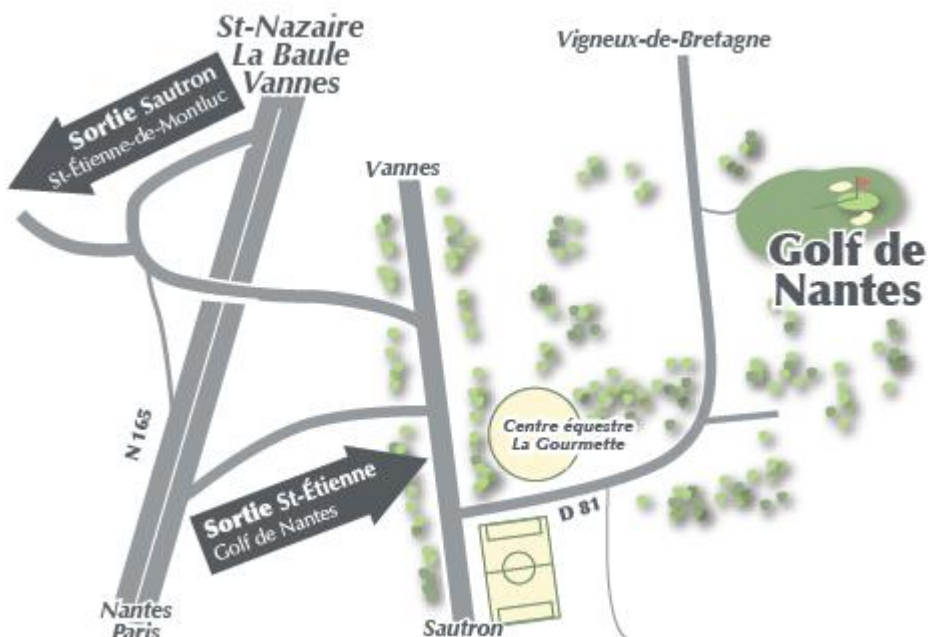 St-Nazaire
La Baule
Vannes
Vigneux-de-Bretagne
Sortie Sautron
St-Étienne-de-Montluc
Vannes
Golf de
Nantes
N 165
Centre équestre
La Gourmette
Sortie St-Étienne
Golf de Nantes
D 81
Nantes
Paris
Sautron